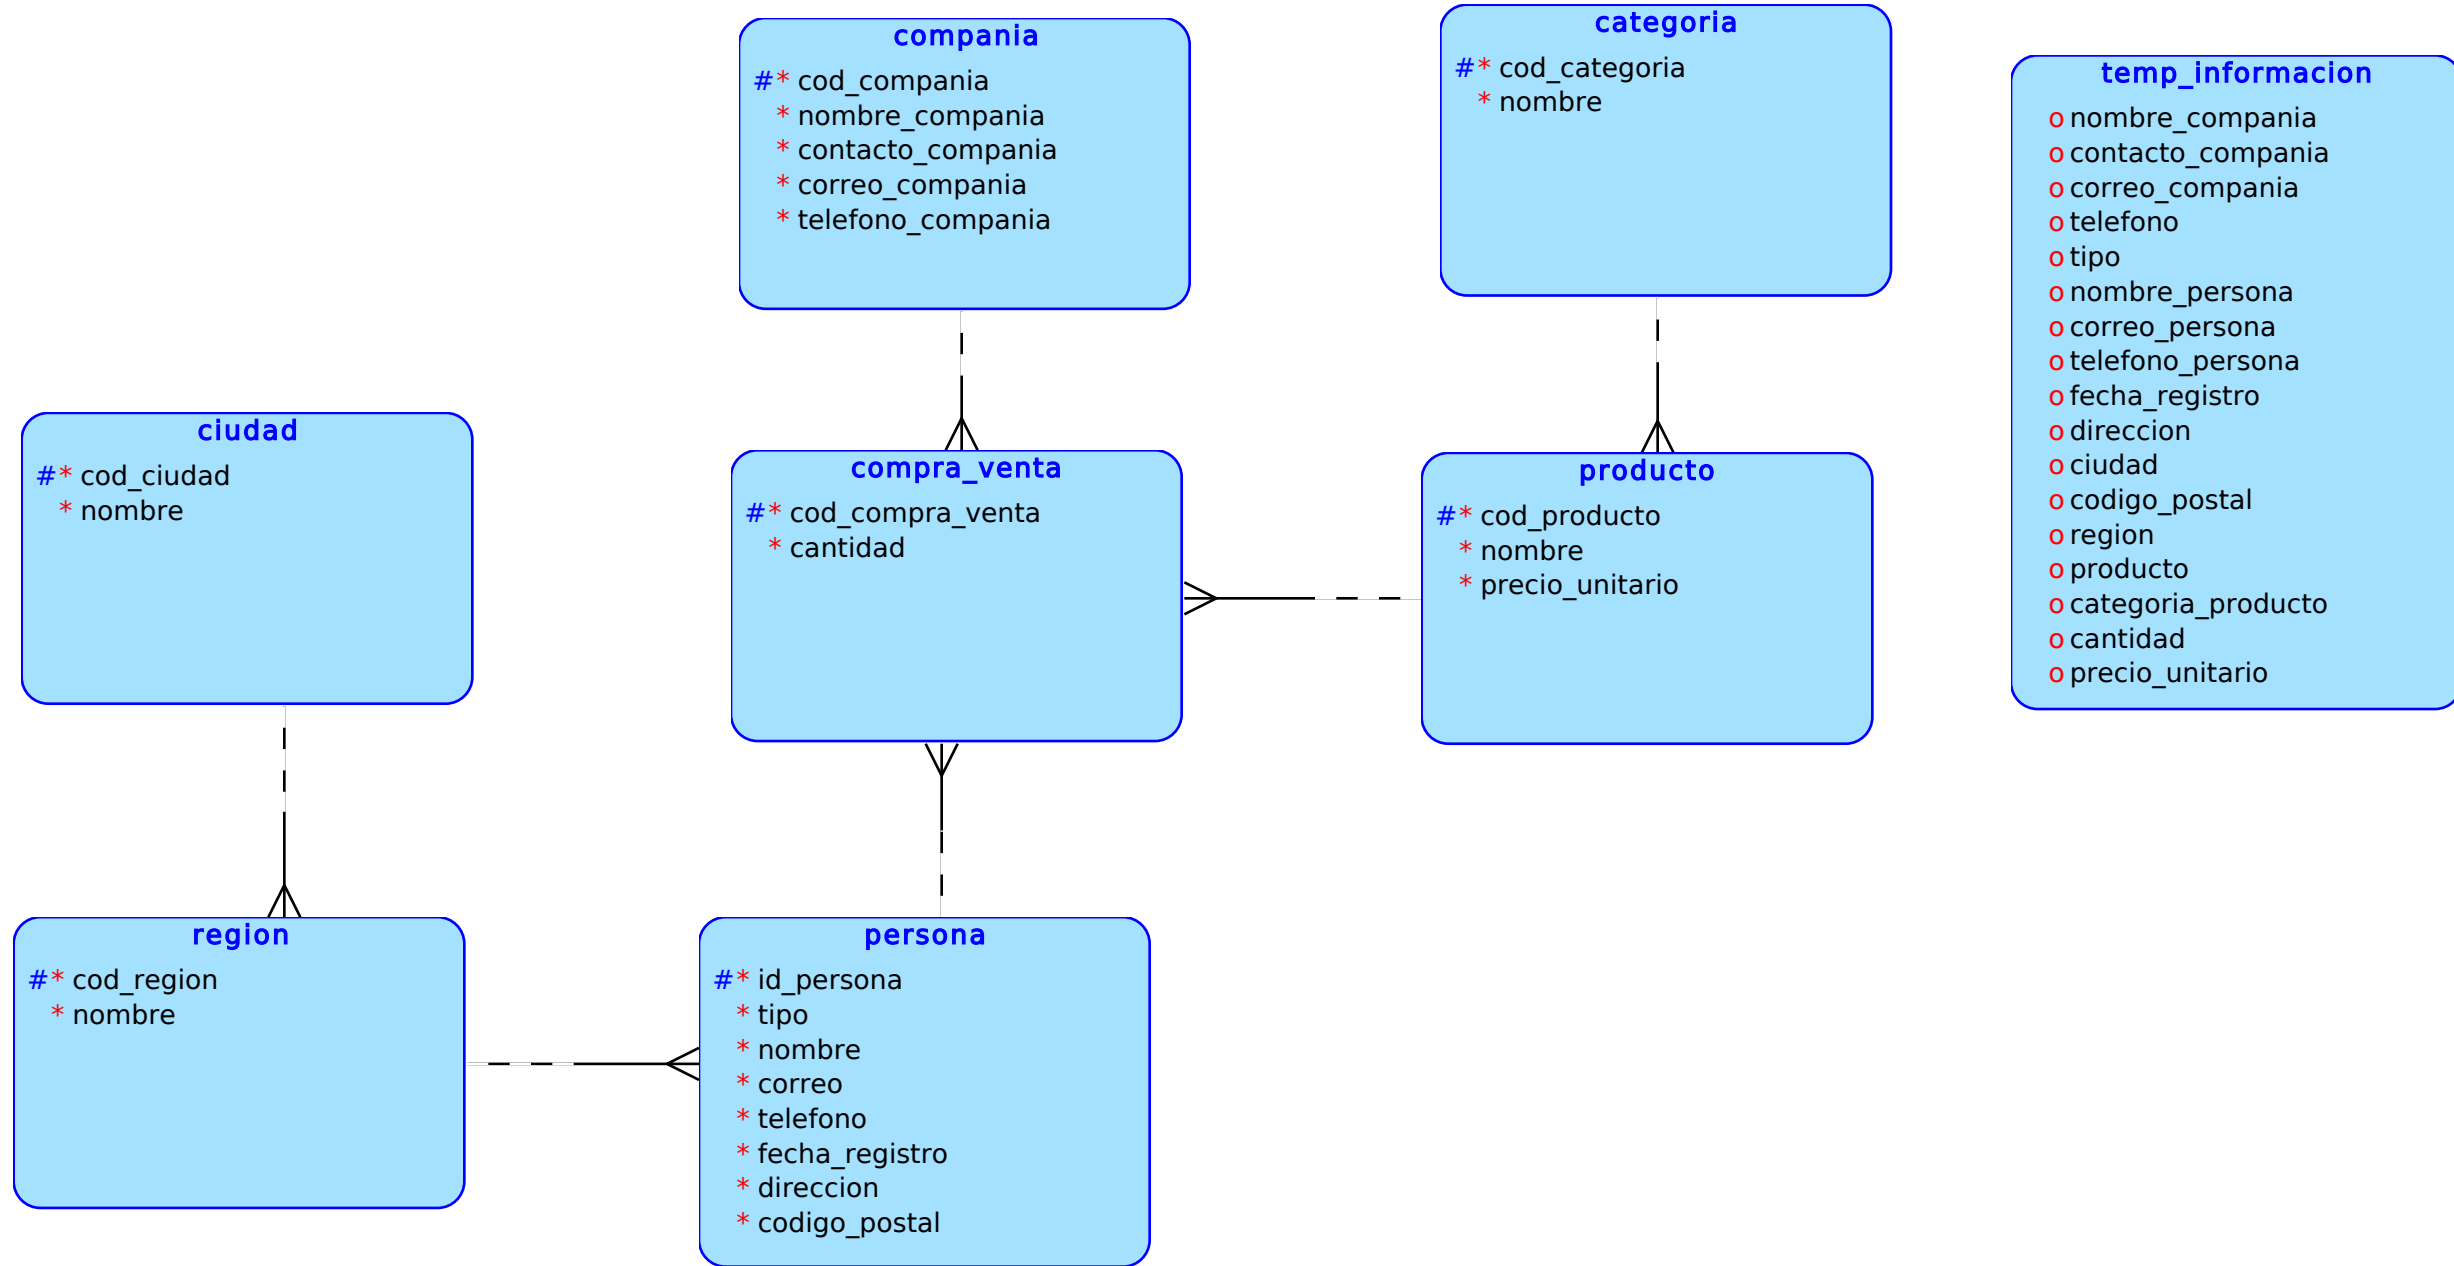 compania
#* cod_compania
* nombre_compania
* contacto_compania
* correo_compania
* telefono_compania
categoria
#* cod_categoria
* nombre
temp_informacion
o nombre_compania
o contacto_compania
o correo_compania
o telefono
o tipo
o nombre_persona
o correo_persona
o telefono_persona
o fecha_registro
o direccion
o ciudad
o codigo_postal
o region
o producto
o categoria_producto
o cantidad
o precio_unitario
ciudad
#* cod_ciudad
* nombre
compra_venta
#* cod_compra_venta
* cantidad
producto
#* cod_producto
* nombre
* precio_unitario
region
#* cod_region
* nombre
persona
#* id_persona
* tipo
* nombre
* correo
* telefono
* fecha_registro
* direccion
* codigo_postal